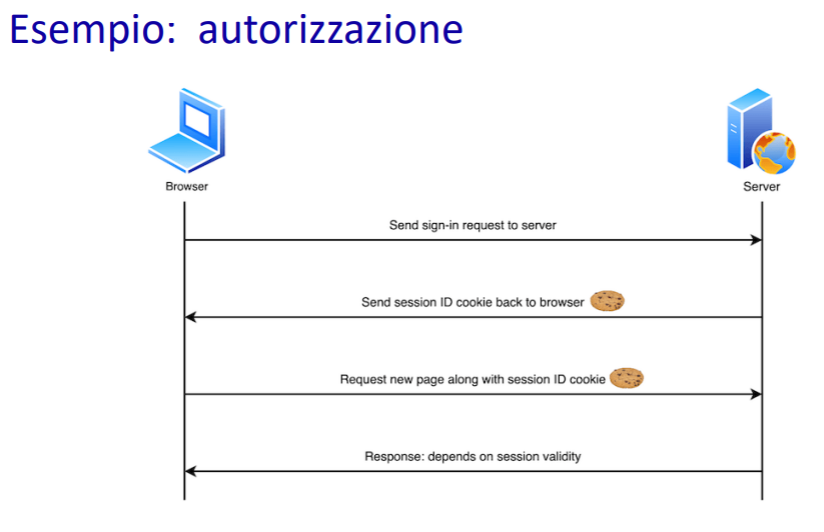 Esempio: autorizzazione
Browser
Server
Send sign-in request to server
Send session ID cookie back to browser
Request new page along with session ID cookie
Response: depends on session validity